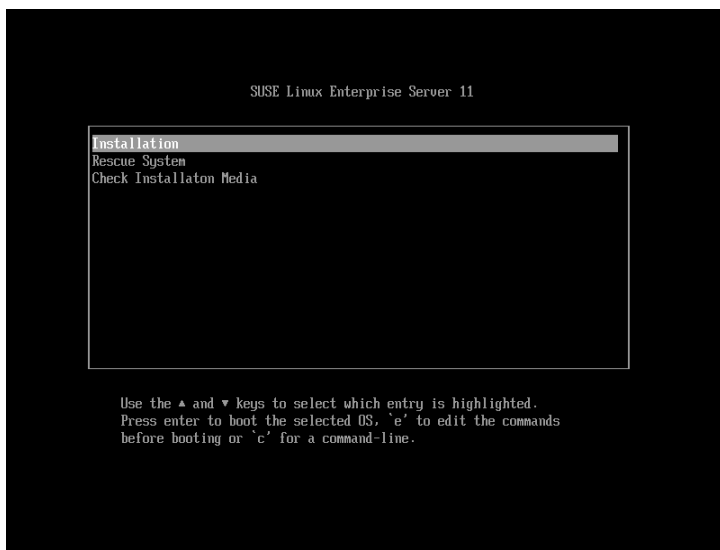 SUSE Linux Enterprise Server 11
Installation
Rescue System
Check Installaton Media
Use the ▲ and ▼ keys to select which entry is highlighted.
Press enter to boot the selected OS, `e' to edit the commands
before booting or `c' for a command-line.